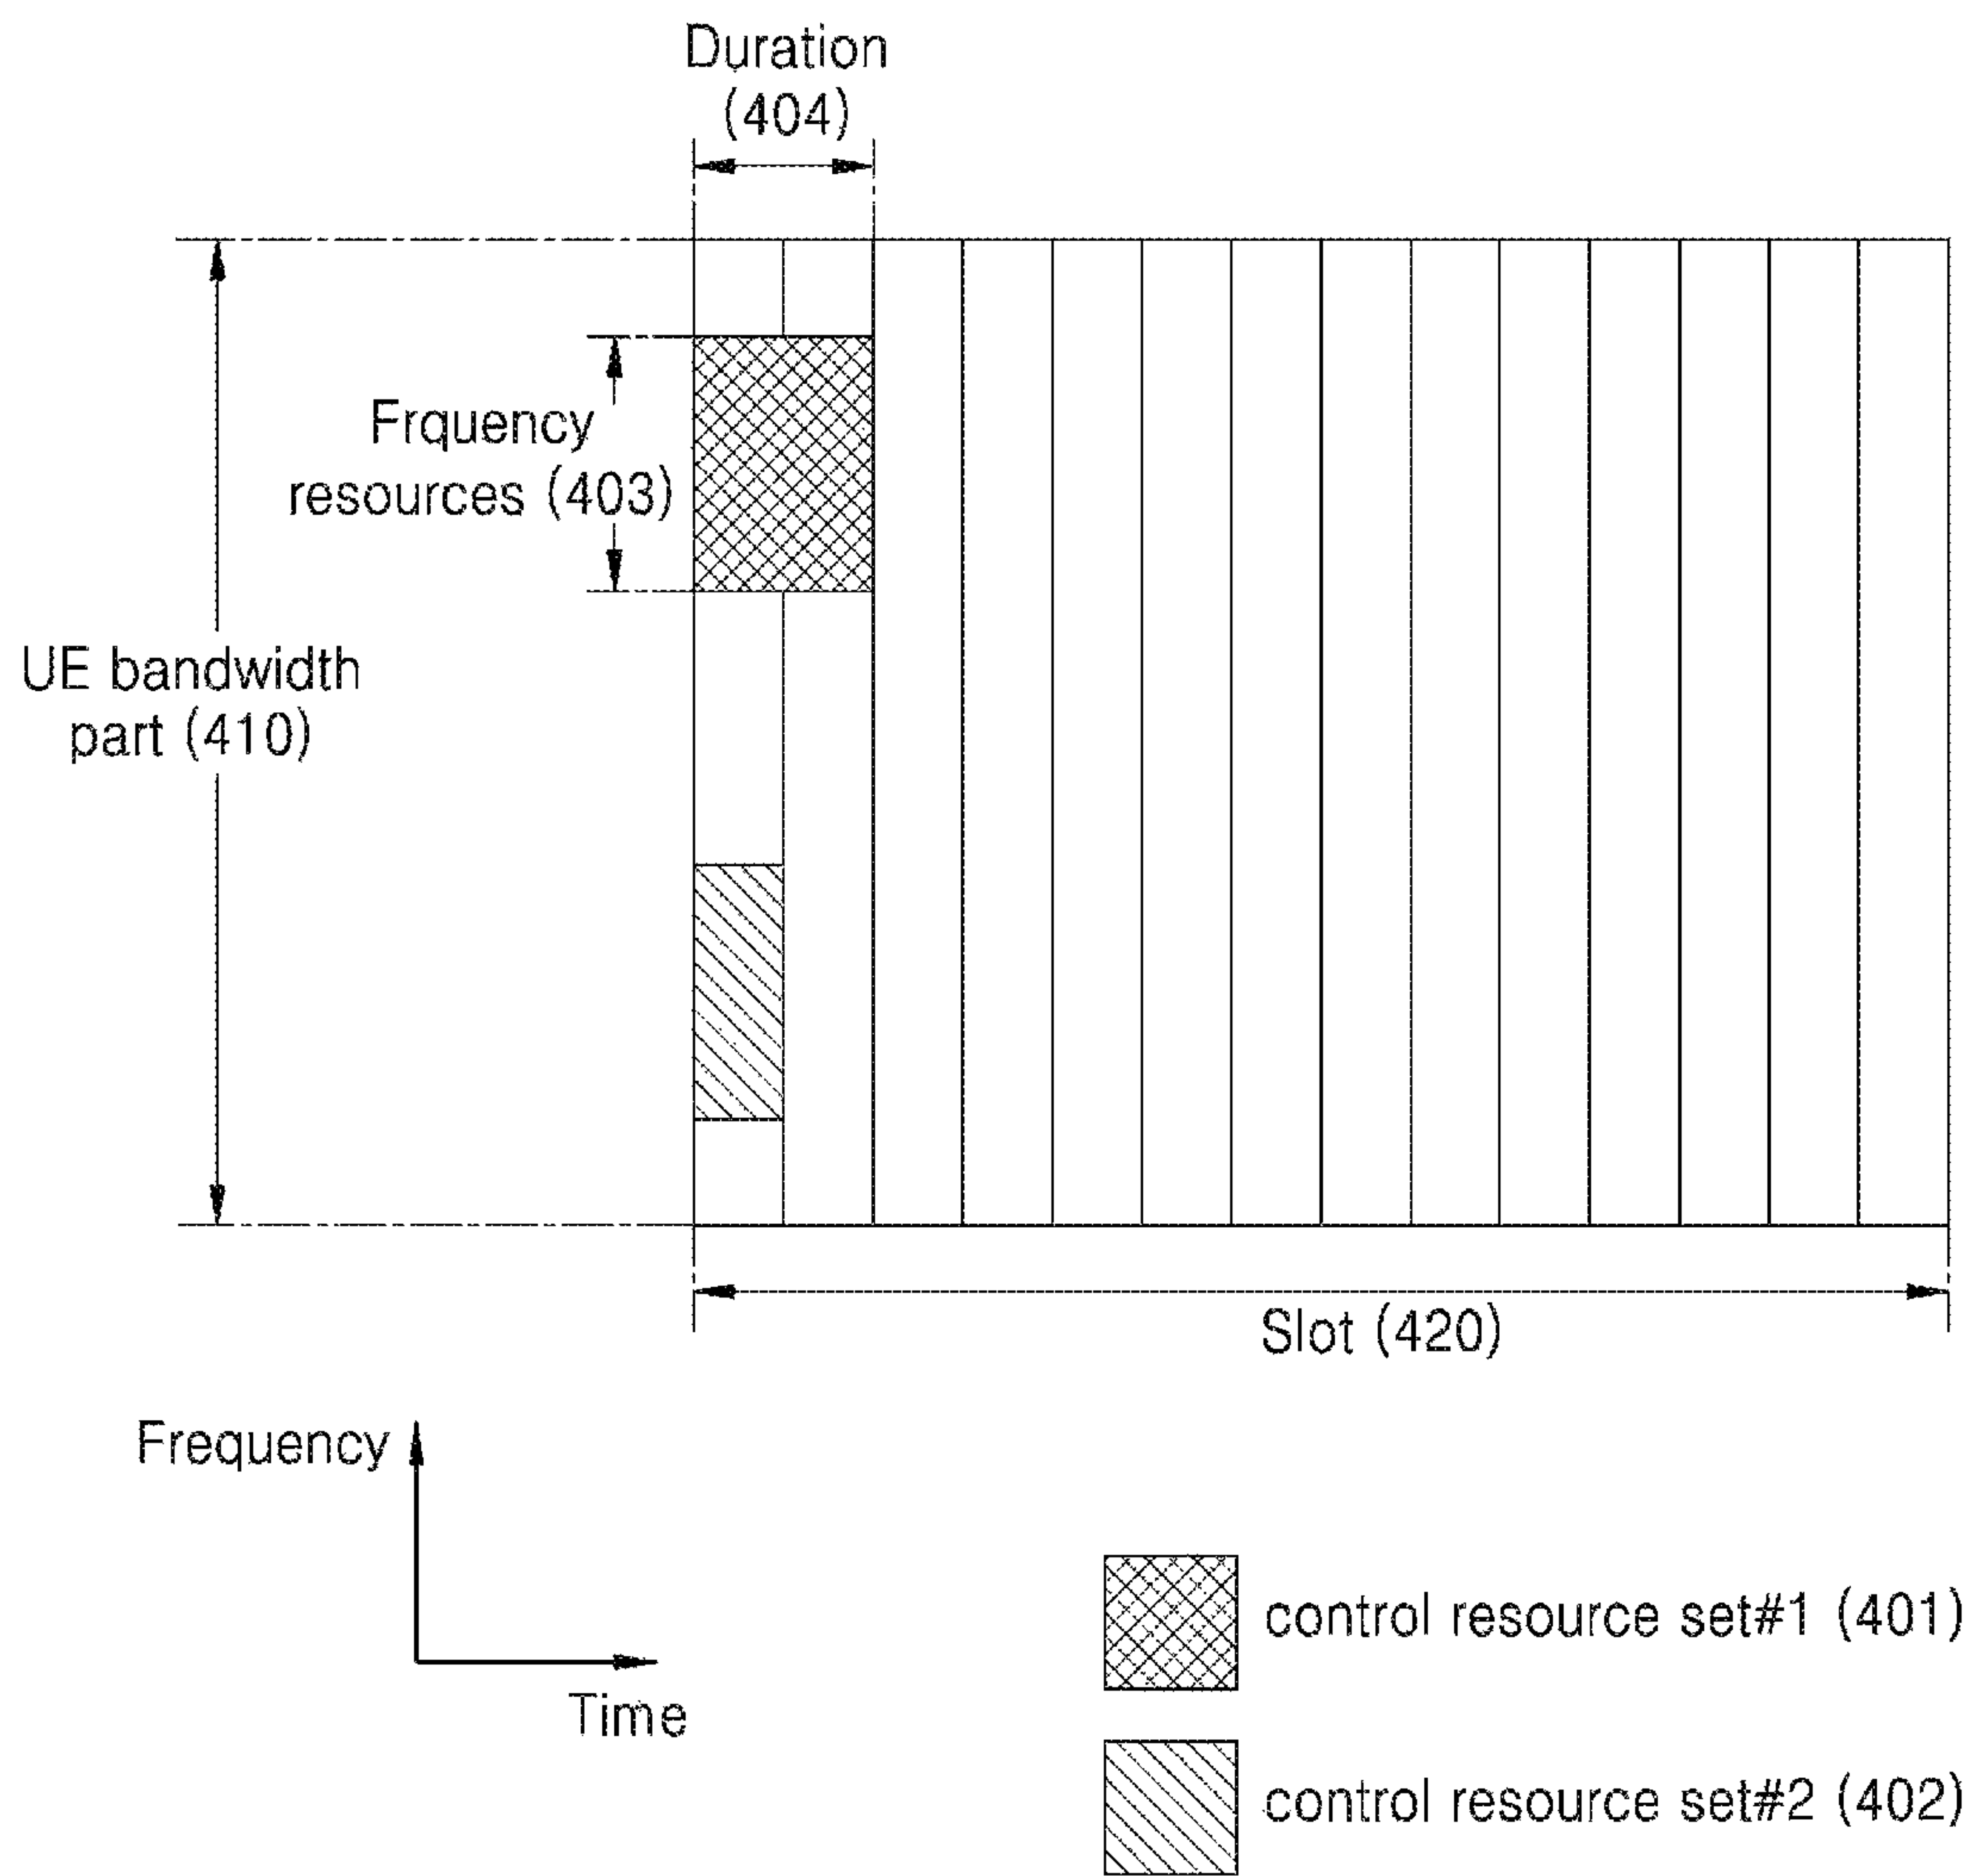 Duration
(404)
Frquency
resources (403)
UE bandwidth
part (410)
Slot (420)
Frequency
Time
control resource set#1 (401)
control resource set#2 (402)